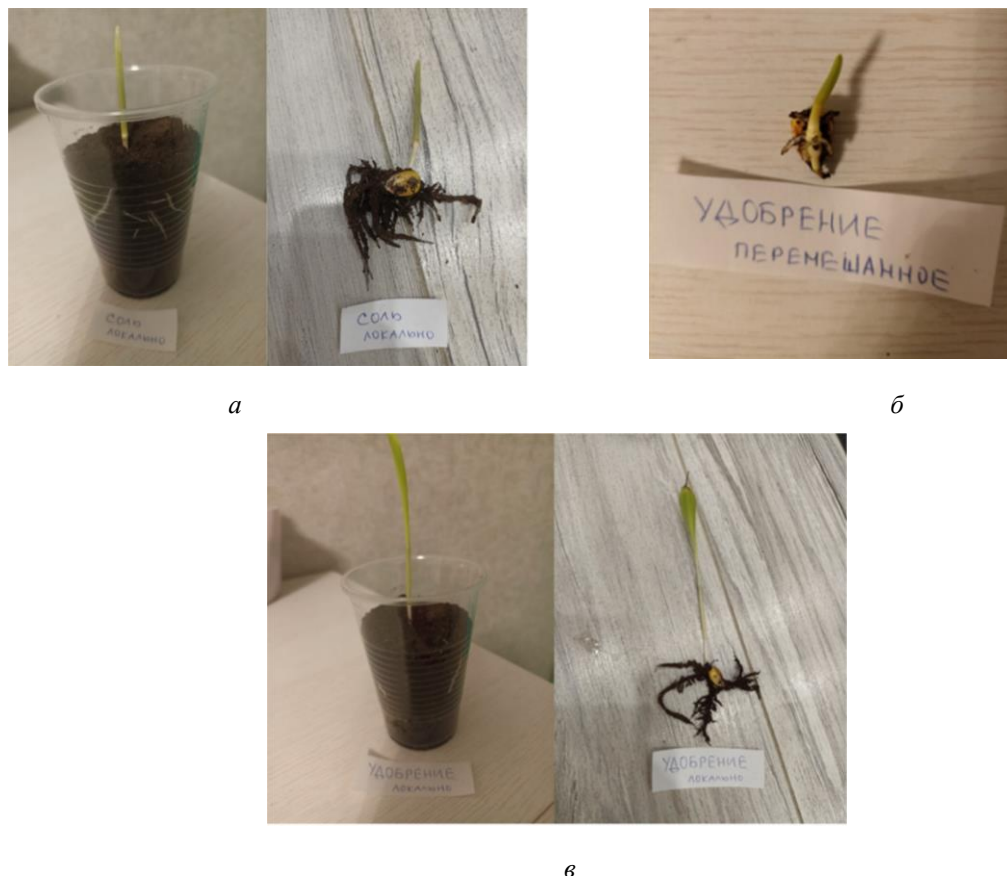 СОЛЬ
ЛОКАЛЬНО
СОЛЬ
ЛОКАЛЬНО
УДОБРЕНИЕ
ПЕРЕМЕШАННОЕ
а
б
УДОБРЕНИЕ
ЛОКАЛЬНО
УДОБРЕНИЕ
ЛОКАЛЬНО
в